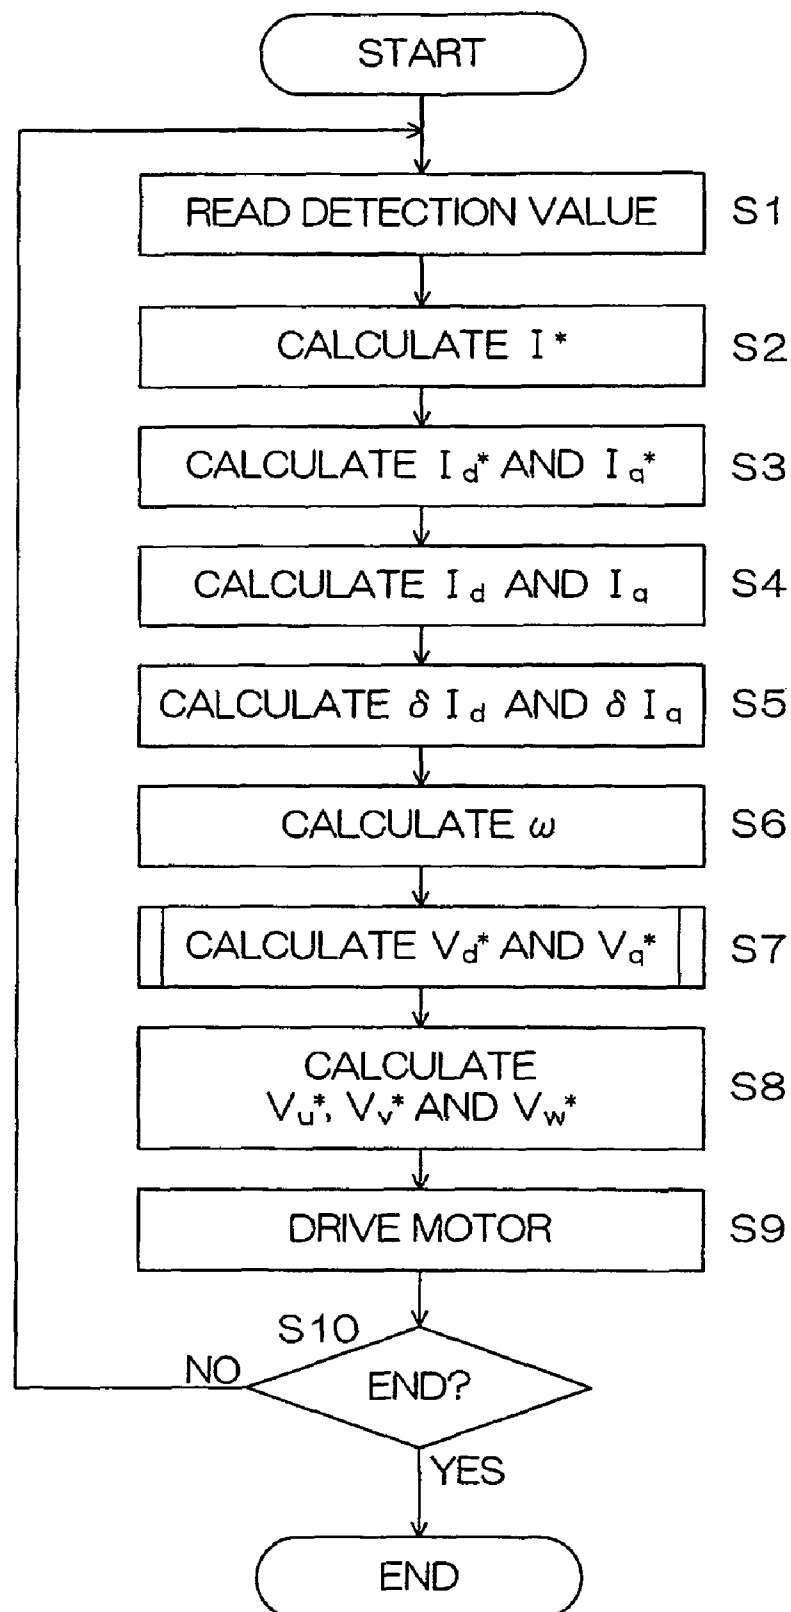 START
READ DETECTION VALUE S1
CALCULATE I* S2
CALCULATE Id* AND Iq* S3
CALCULATE Id AND Iq S4
CALCULATE δId AND δIq S5
CALCULATE ω S6
CALCULATE Vd* AND Vq* S7
CALCULATE
Vu*, Vv* AND Vw* S8
DRIVE MOTOR S9
S10
NO
END?
YES
END